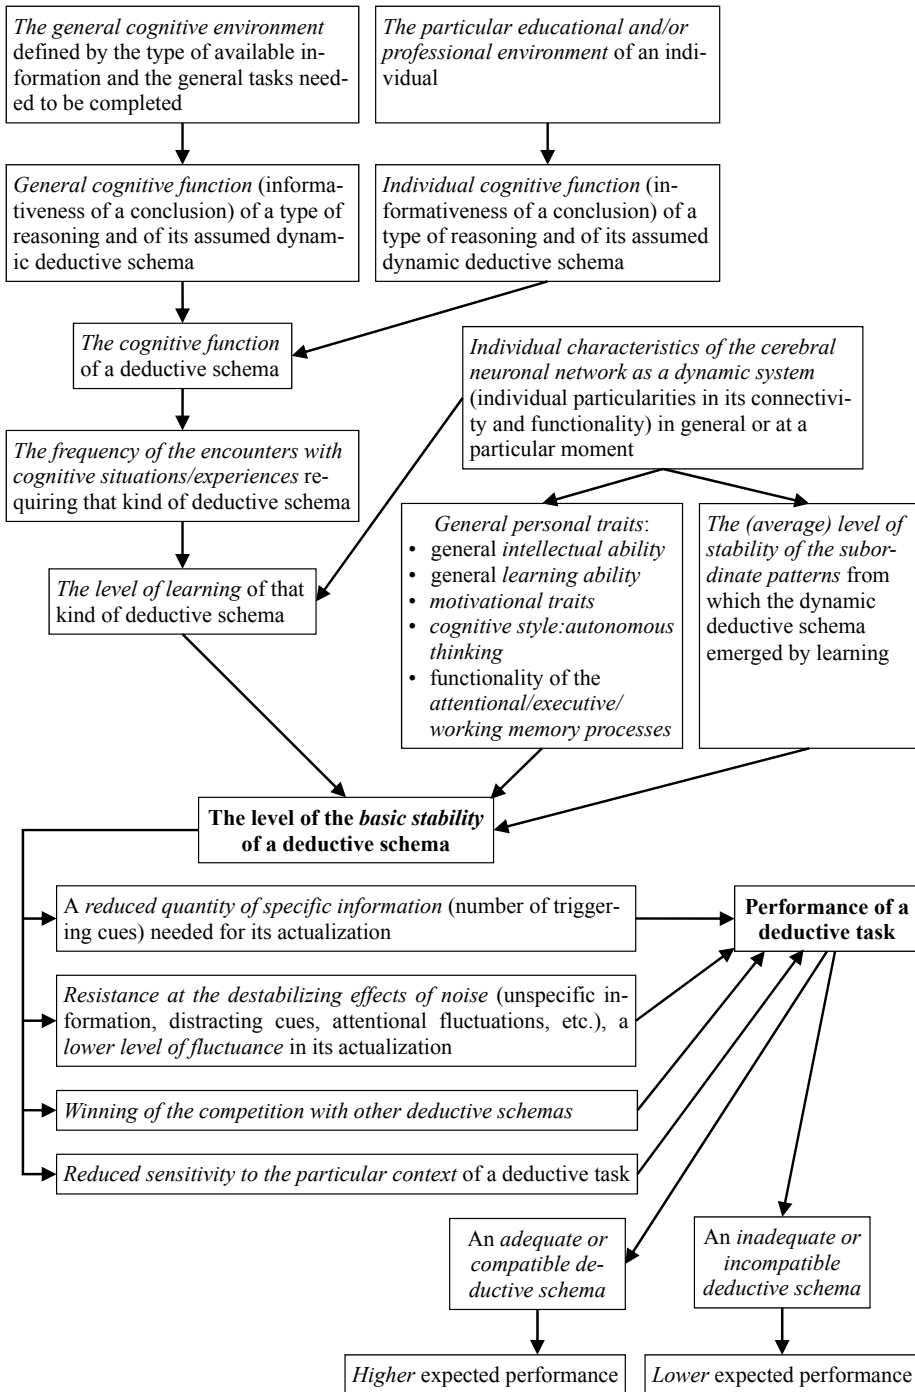 The general cognitive environment
defined by the type of available in-
formation and the general tasks need-
ed to be completed
The particular educational and/or
professional environment of an indi-
vidual
General cognitive function (informa-
tiveness of a conclusion) of a type of
reasoning and of its assumed dynam-
ic deductive schema
Individual cognitive function (in-
formativeness of a conclusion) of a
type of reasoning and of its assumed
dynamic deductive schema
The cognitive function
of a deductive schema
Individual characteristics of the cerebral
neuronal network as a dynamic system
(individual particularities in its connectiv-
ity and functionality) in general or at a
particular moment
The frequency of the encounters with
cognitive situations/experiences re-
quiring that kind of deductive schema
The level of learning of that
kind of deductive schema
General personal traits:
• general intellectual ability
• general learning ability
• motivational traits
• cognitive style:autonomous
thinking
• functionality of the
attentional/executive/
working memory processes
The (average) level of
stability of the subor-
dinate patterns from
which the dynamic
deductive schema
emerged by learning
The level of the basic stability
of a deductive schema
A reduced quantity of specific information (number of trigger-
ing cues) needed for its actualization
Performance of a
deductive task
Resistance at the destabilizing effects of noise (unspecific in-
formation, distracting cues, attentional fluctuations, etc.), a
lower level of fluctuance in its actualization
Winning of the competition with other deductive schemas
Reduced sensitivity to the particular context of a deductive task
An adequate or
compatible de-
ductive schema
An inadequate or
incompatible
deductive schema
Higher expected performance
Lower expected performance